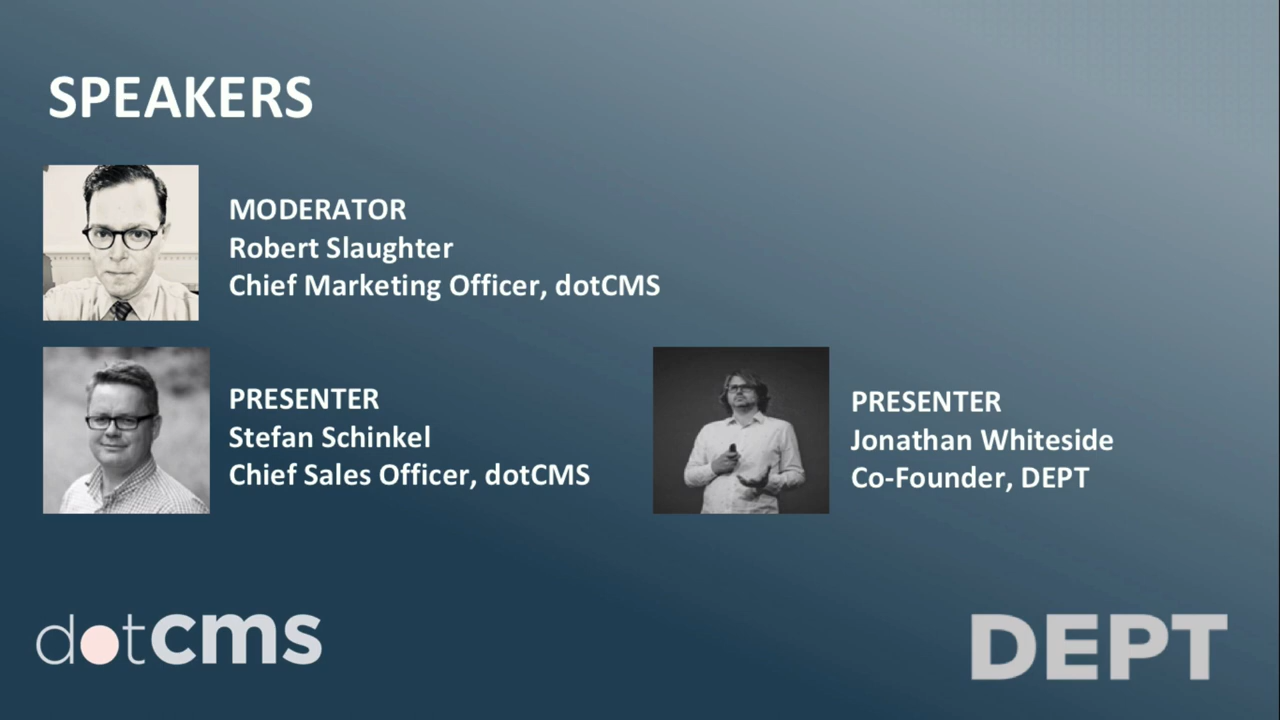 SPEAKERS
MODERATOR
Robert Slaughter
Chief Marketing Officer, dotCMS
PRESENTER
Stefan Schinkel
Chief Sales Officer, dotCMS
PRESENTER
Jonathan Whiteside
Co-Founder, DEPT
dotcms
DEPT